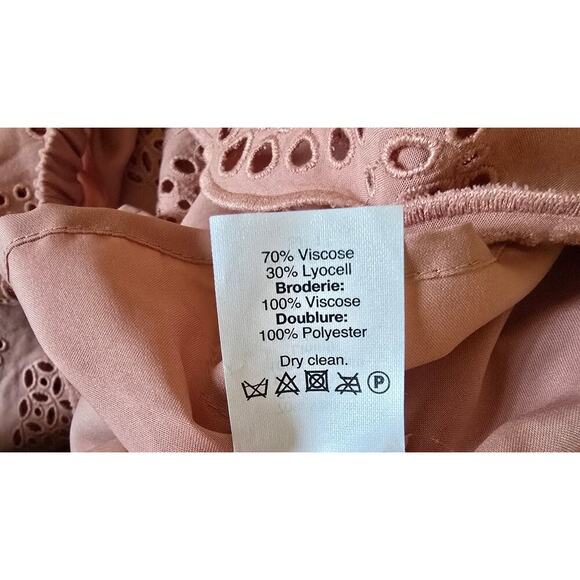 70% Viscose
30% Lyocell
Broderie:
100% Viscose
Doublure:
100% Polyester
Dry clean.
P